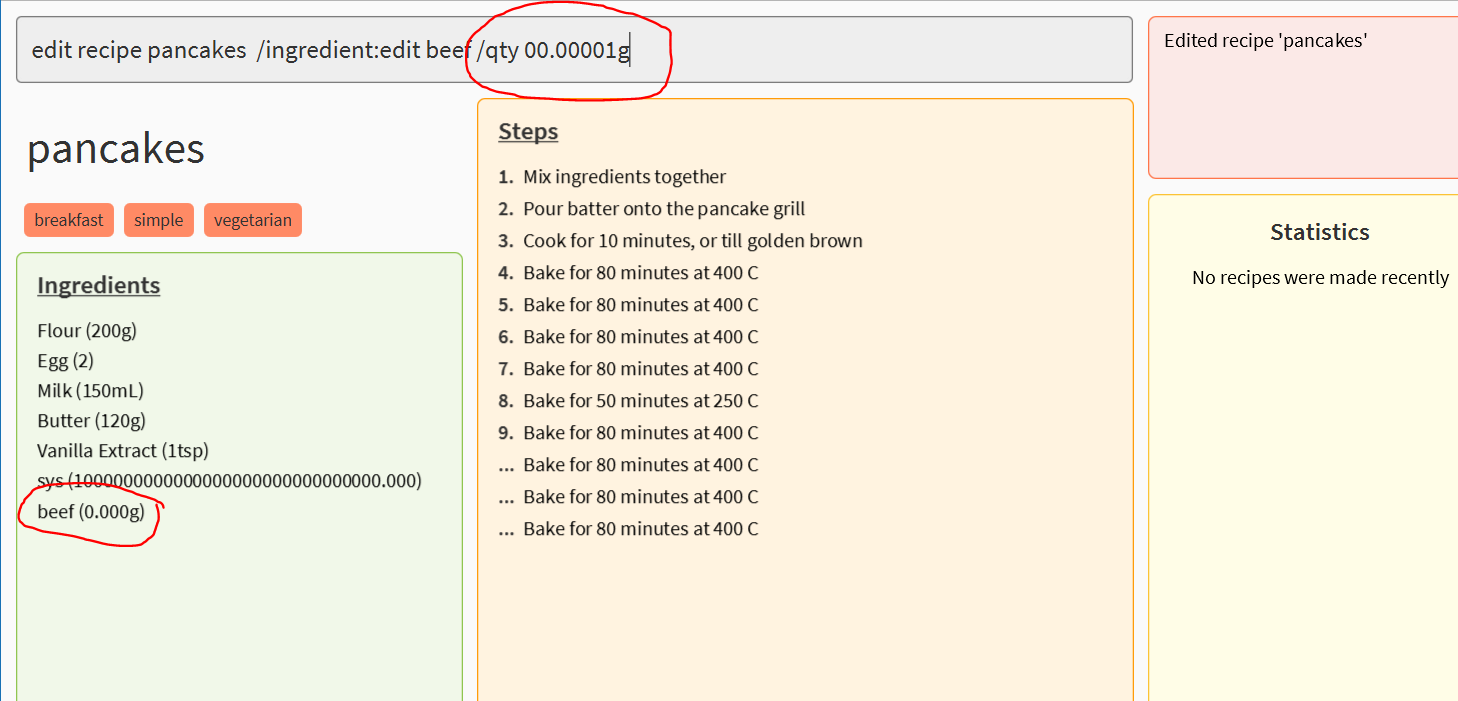 edit recipe pancakes /ingredient:edit beef /qty 00.00001g
Edited recipe 'pancakes'
pancakes
breakfast
simple
vegetarian
Ingredients
Flour (200g)
Egg (2)
Milk (150mL)
Butter (120g)
Vanilla Extract (1tsp)
beef (0.000g)
Steps
1. Mix ingredients together
2. Pour batter onto the pancake grill
3. Cook for 10 minutes, or till golden brown
4. Bake for 80 minutes at 400 C
5. Bake for 80 minutes at 400 C
6. Bake for 80 minutes at 400 C
7. Bake for 80 minutes at 400 C
8. Bake for 50 minutes at 250 C
9. Bake for 80 minutes at 400 C
... Bake for 80 minutes at 400 C
... Bake for 80 minutes at 400 C
... Bake for 80 minutes at 400 C
Statistics
No recipes were made recently